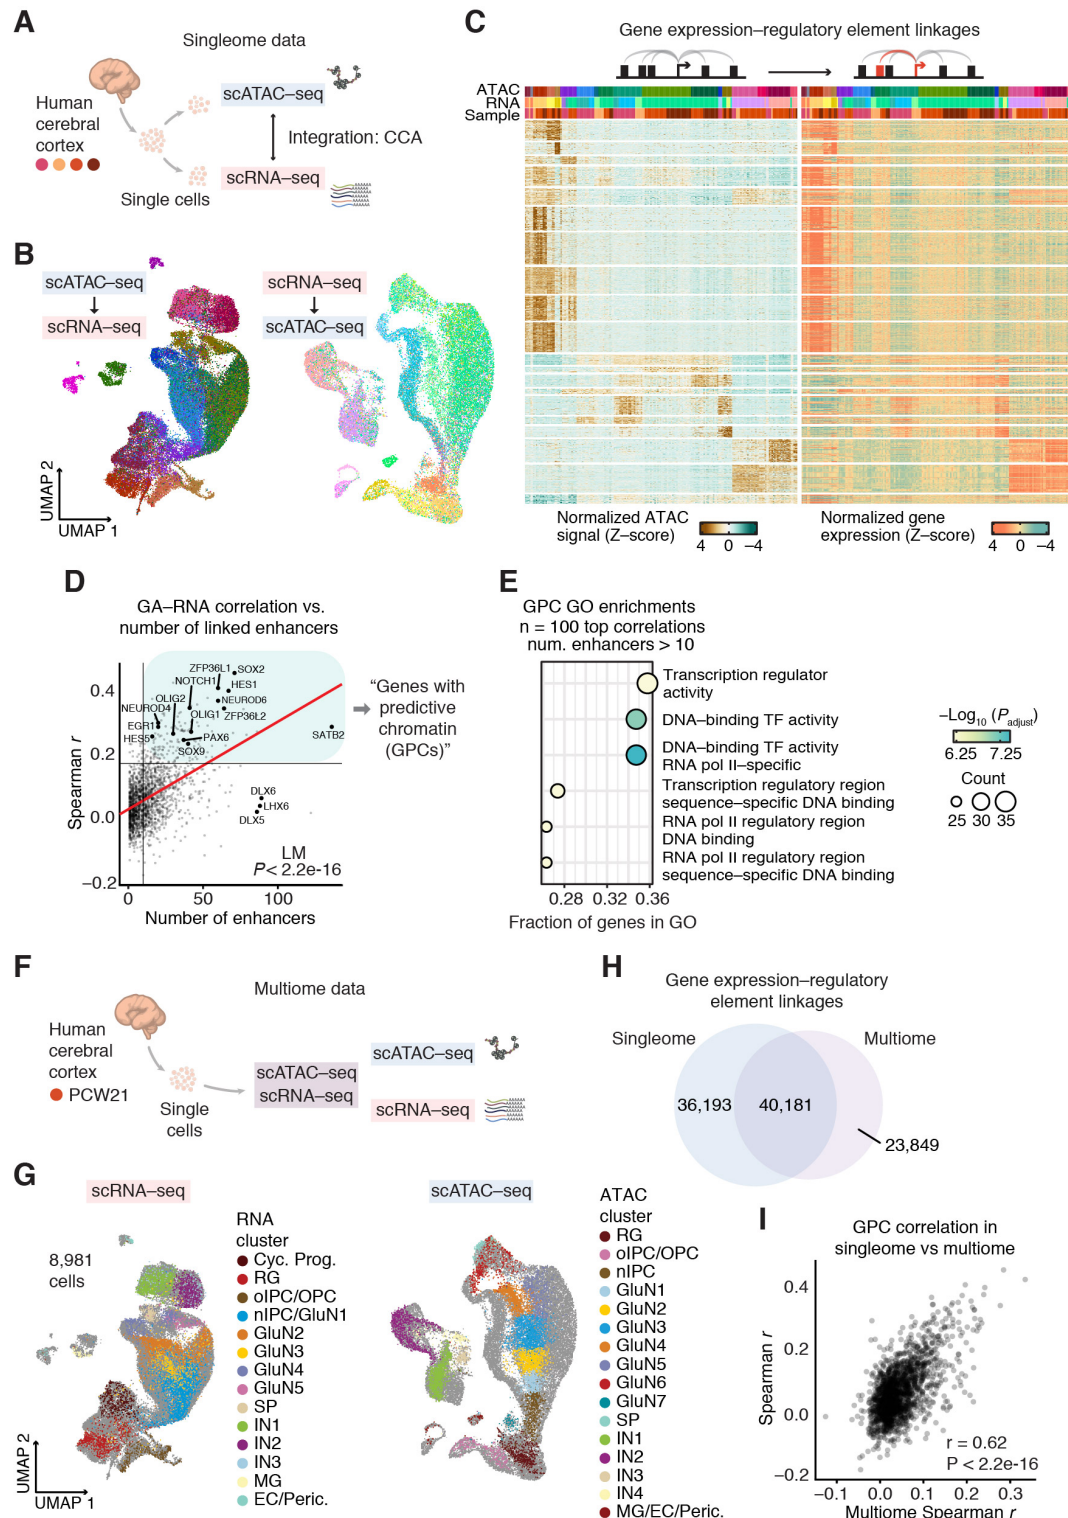 A
Singleome data
scATAC–seq
Human
cerebral
cortex
Integration: CCA
scRNA–seq
Single cells
B
scATAC–seq
scRNA–seq
scRNA–seq
scATAC–seq
UMAP 2
UMAP 1
C
Gene expression–regulatory element linkages
ATAC
RNA
Sample
Normalized ATAC
signal (Z–score)
4 0 –4
Normalized gene
expression (Z–score)
4 0 –4
D
GA–RNA correlation vs.
number of linked enhancers
Spearman r
0.4
0.2
0.0
–0.2
ZFP36L1
SOX2
NOTCH1
HES1
OLIG2
NEUROD6
NEUROD4
OLIG1
ZFP36L2
EGR1
HES5
PAX6
SOX9
SATB2
DLX6
LHX6
DLX5
LM
P< 2.2e-16
0 50 100
Number of enhancers
“Genes with
predictive
chromatin
(GPCs)”
E
GPC GO enrichments
n = 100 top correlations
num. enhancers > 10
Transcription regulator
activity
DNA–binding TF activity
DNA–binding TF activity
RNA pol II–specific
Transcription regulatory region
sequence–specific DNA binding
RNA pol II regulatory region
DNA binding
RNA pol II regulatory region
sequence–specific DNA binding
0.28 0.32 0.36
Fraction of genes in GO
–Log10 (Padjust)
6.25 7.25
Count
25 30 35
F
Multiome data
Human
cerebral
cortex
PCW21
Single
cells
scATAC–seq
scRNA–seq
scATAC–seq
scRNA–seq
G
scRNA–seq
8,981
cells
UMAP 2
UMAP 1
RNA
cluster
Cyc. Prog.
RG
oIPC/OPC
nIPC/GluN1
GluN2
GluN3
GluN4
GluN5
SP
IN1
IN2
IN3
MG
EC/Peric.
scATAC–seq
ATAC
cluster
RG
oIPC/OPC
nIPC
GluN1
GluN2
GluN3
GluN4
GluN5
GluN6
GluN7
SP
IN1
IN2
IN3
IN4
MG/EC/Peric.
H
Gene expression–regulatory
element linkages
Singleome
Multiome
36,193
40,181
23,849
I
GPC correlation in
singleome vs multiome
Spearman r
0.4
0.2
0.0
–0.2
r = 0.62
P < 2.2e-16
–0.1 0.0 0.1 0.2 0.3
Multiome Spearman r